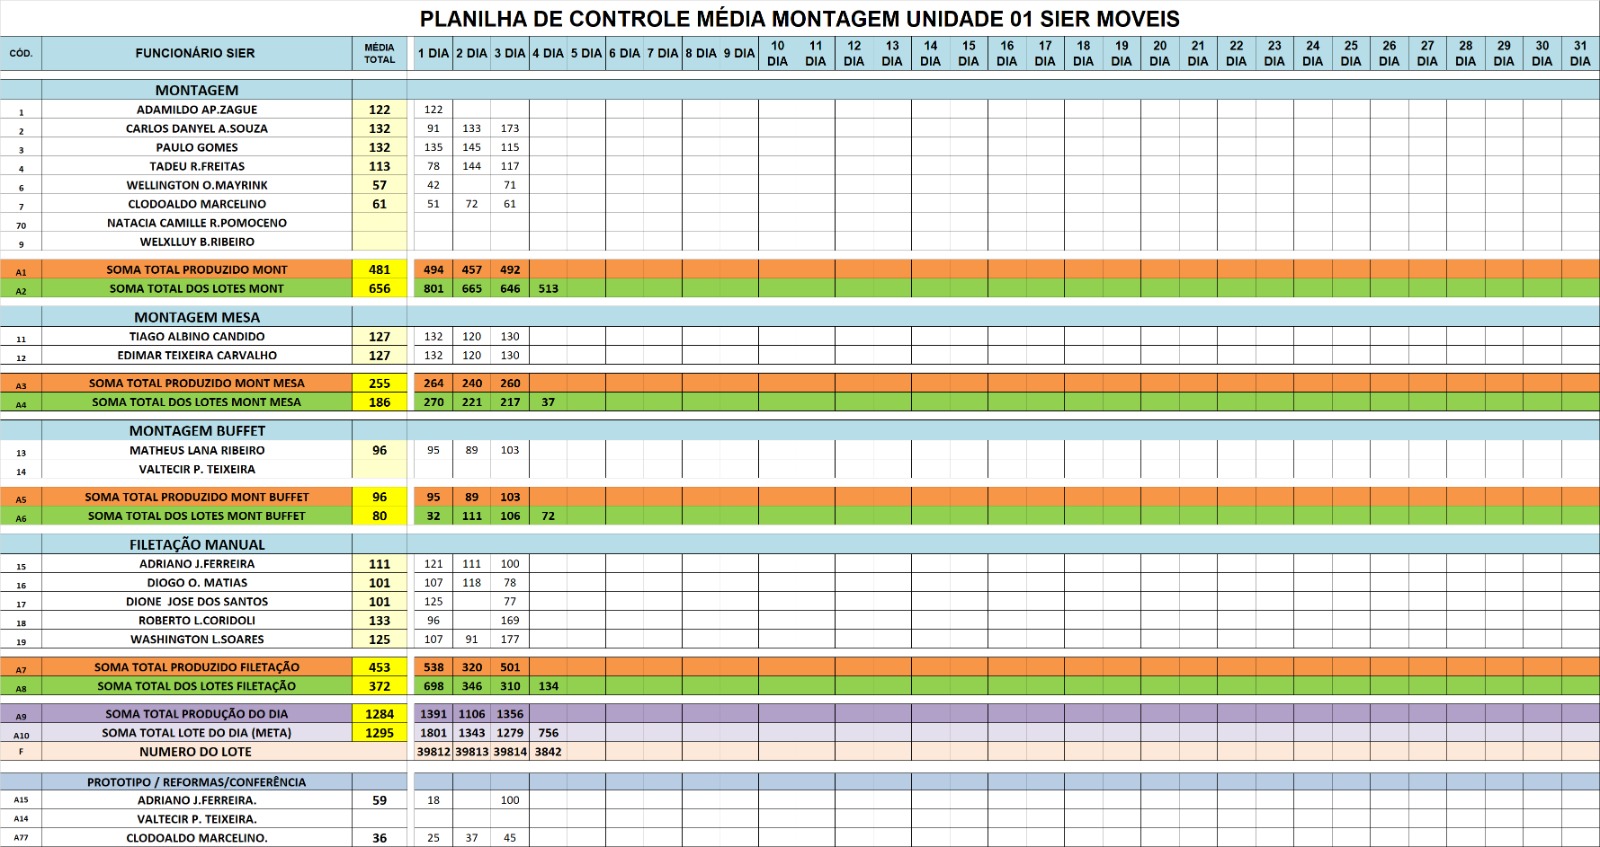 PLANILHA DE CONTROLE MÉDIA MONTAGEM UNIDADE 01 SIER MOVEIS
CÓD. FUNCIONÁRIO SIER MÉDIA TOTAL 1 DIA 2 DIA 3 DIA 4 DIA 5 DIA 6 DIA 7 DIA 8 DIA 9 DIA 10 DIA 11 DIA 12 DIA 13 DIA 14 DIA 15 DIA 16 DIA 17 DIA 18 DIA 19 DIA 20 DIA 21 DIA 22 DIA 23 DIA 24 DIA 25 DIA 26 DIA 27 DIA 28 DIA 29 DIA 30 DIA 31 DIA
MONTAGEM
1 ADAMILDO AP.ZAGUE 122 122
2 CARLOS DANYEL A.SOUZA 132 91 133 173
3 PAULO GOMES 132 135 145 115
4 TADEU R.FREITAS 113 78 144 117
6 WELLINGTON O.MAYRINK 57 42 71
7 CLODOALDO MARCELINO 61 51 72 61
70 NATACIA CAMILLE R.POMOCENO
9 WELXLLUY B.RIBEIRO
A1 SOMA TOTAL PRODUZIDO MONT 481 494 457 492
A2 SOMA TOTAL DOS LOTES MONT 656 801 665 646 513
MONTAGEM MESA
11 TIAGO ALBINO CANDIDO 127 132 120 130
12 EDIMAR TEIXEIRA CARVALHO 127 132 120 130
A3 SOMA TOTAL PRODUZIDO MONT MESA 255 264 240 260
A4 SOMA TOTAL DOS LOTES MONT MESA 186 270 221 217 37
MONTAGEM BUFFET
13 MATHEUS LANA RIBEIRO 96 95 89 103
14 VALTECIR P. TEIXEIRA
A5 SOMA TOTAL PRODUZIDO MONT BUFFET 96 95 89 103
A6 SOMA TOTAL DOS LOTES MONT BUFFET 80 32 111 106 72
FILETAÇÃO MANUAL
15 ADRIANO J.FERREIRA 111 121 111 100
16 DIOGO O. MATIAS 101 107 118 78
17 DIONE JOSE DOS SANTOS 101 125 77
18 ROBERTO L.CORIDOLI 133 96 169
19 WASHINGTON L.SOARES 125 107 91 177
A7 SOMA TOTAL PRODUZIDO FILETAÇÃO 453 538 320 501
A8 SOMA TOTAL DOS LOTES FILETAÇÃO 372 698 346 310 134
A9 SOMA TOTAL PRODUÇÃO DO DIA 1284 1391 1106 1356
A10 SOMA TOTAL LOTE DO DIA (META) 1295 1801 1343 1279 756
F NUMERO DO LOTE 39812 39813 39814 3842
PROTOTIPO / REFORMAS/CONFERÊNCIA
A15 ADRIANO J.FERREIRA. 59 18 100
A14 VALTECIR P. TEIXEIRA.
A77 CLODOALDO MARCELINO. 36 25 37 45